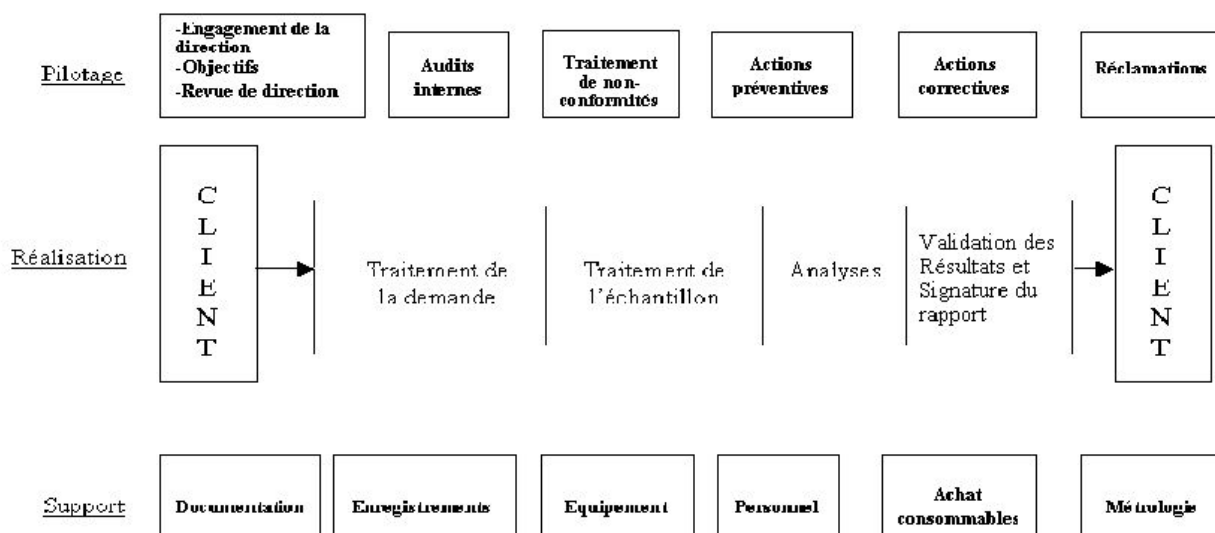 Pilotage
-Engagement de la
direction
-Objectifs
-Revue de direction
Audits
internes
Traitement
de non-
conformités
Actions
préventives
Actions
correctives
Réclamations
Réalisation
C
L
I
E
N
T
Traitement de
la demande
Traitement de
l'échantillon
Analyses
Validation des
Résultats et
Signature du
rapport
C
L
I
E
N
T
Support
Documentation
Enregistrements
Equipement
Personnel
Achat
consommables
Métrologie